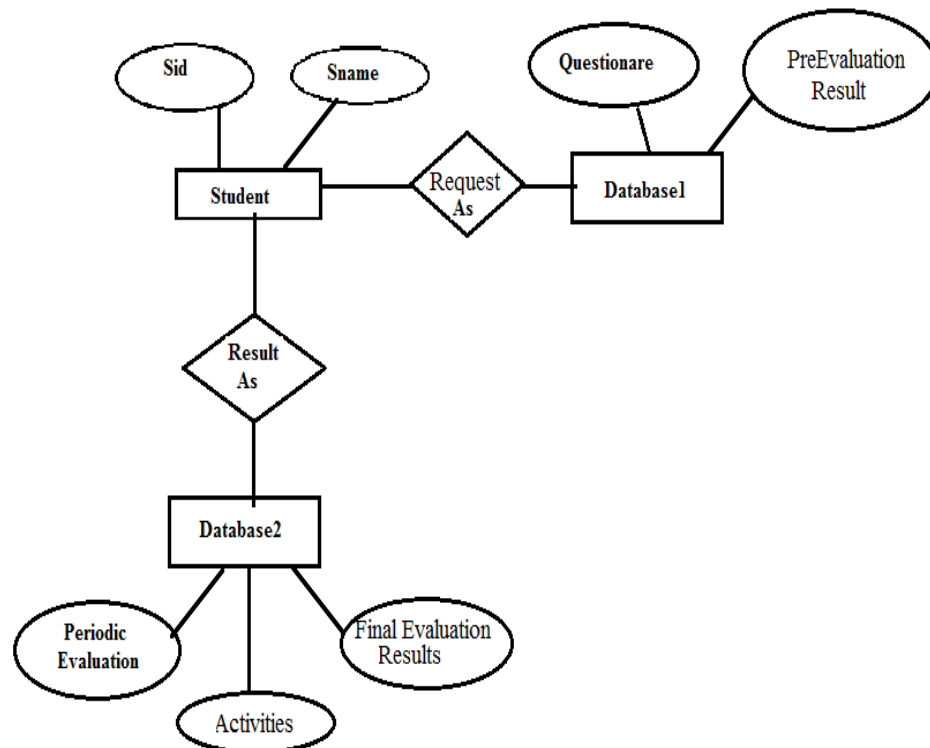 Sid
Sname
Questionare
PreEvaluation
Result
Student
Request
As
Database1
Result
As
Database2
Periodic
Evaluation
Final Evaluation
Results
Activities